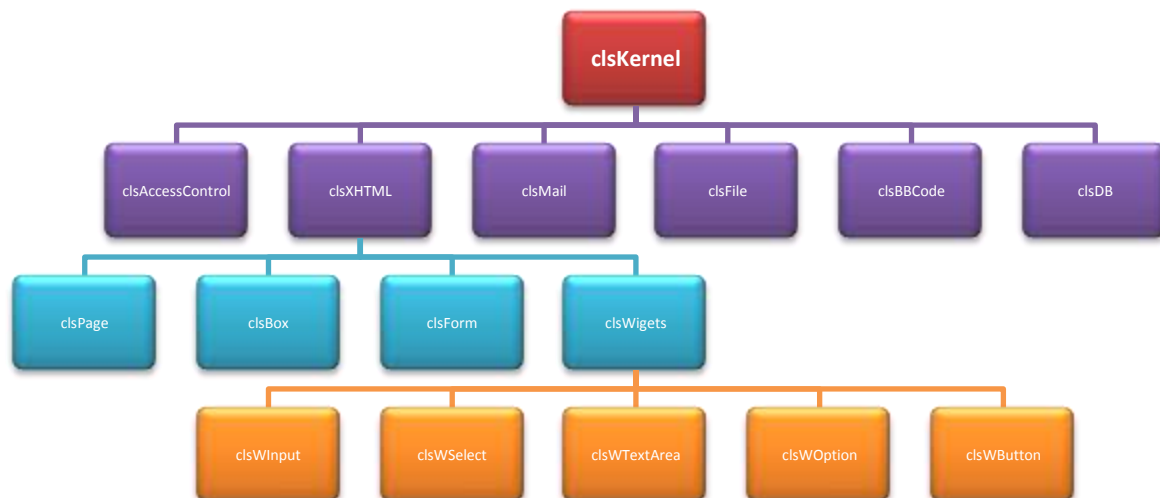 clsKernel
clsAccessControl
clsXHTML
clsMail
clsFile
clsBBCode
clsDB
clsPage
clsBox
clsForm
clsWigets
clsWInput
clsWSelect
clsWTextArea
clsWOption
clsWButton